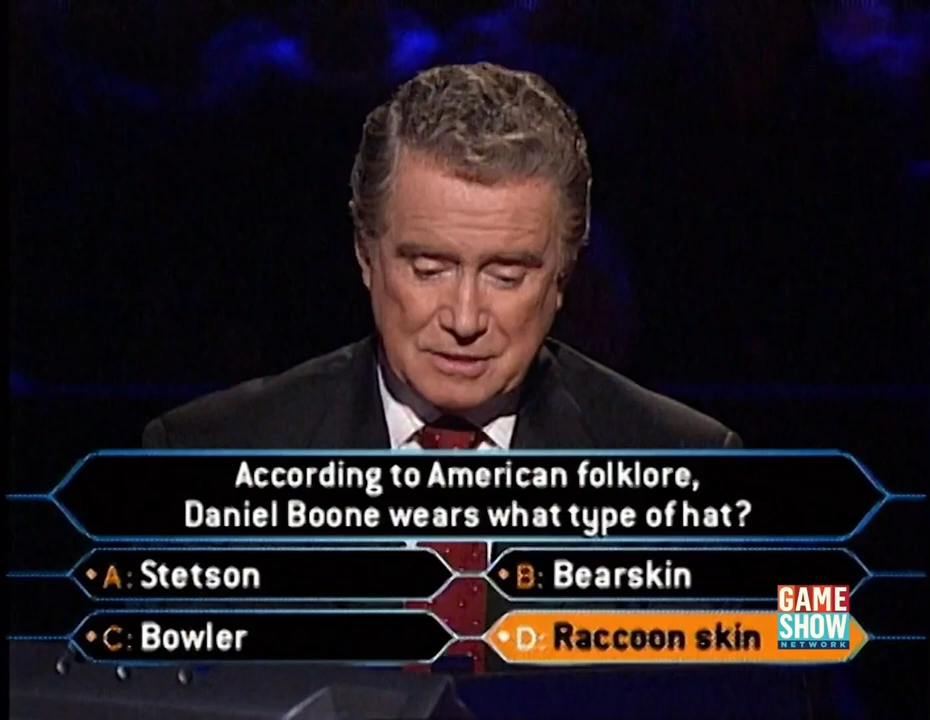 According to American folklore,
Daniel Boone wears what type of hat?
A: Stetson
B: Bearskin
C: Bowler
D: Raccoon skin
GAME
SHOW
NETWORK